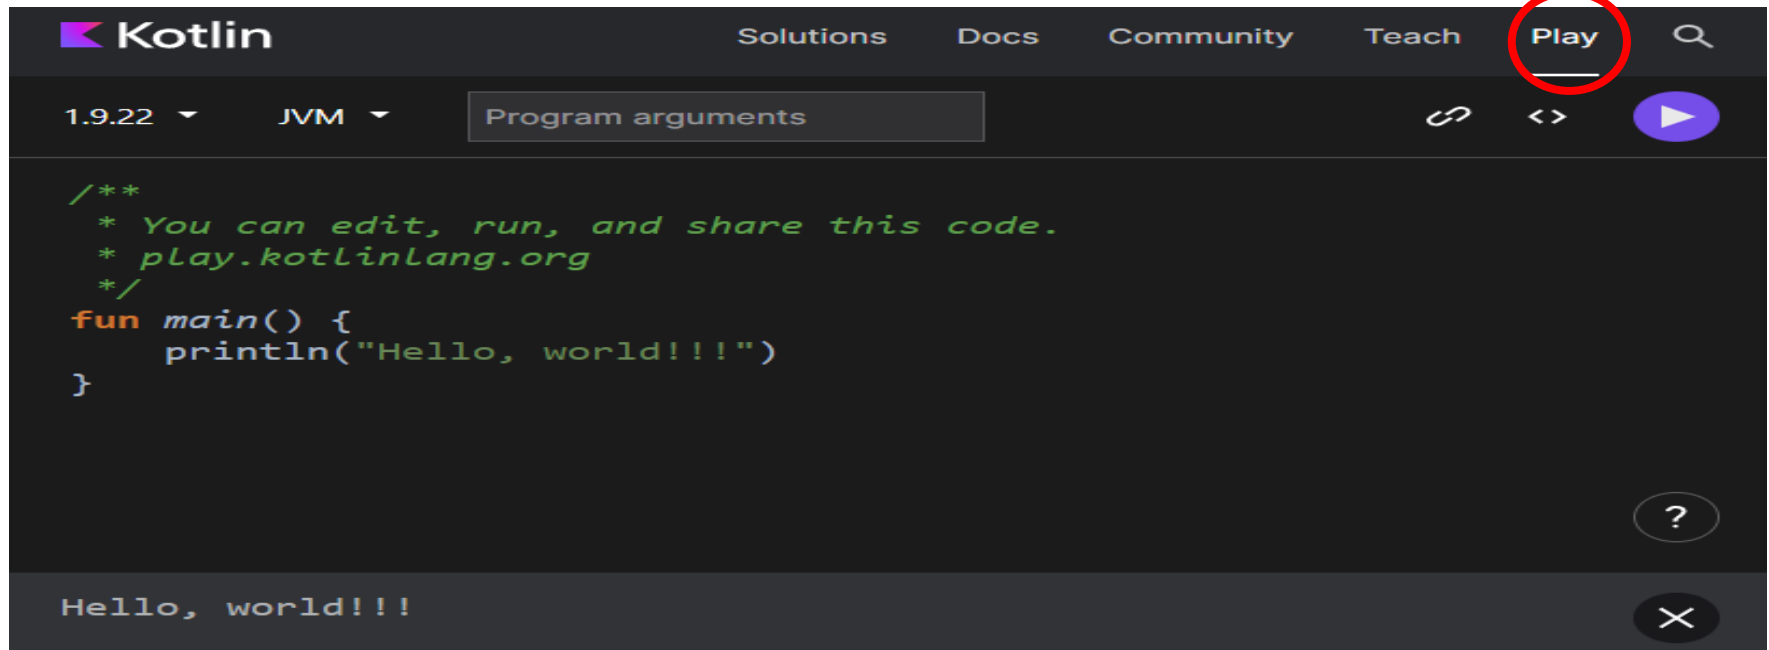 Kotlin Solutions Docs Community Teach Play
1.9.22 JVM Program arguments <>
/**
* You can edit, run, and share this code.
* play.kotlinlang.org
*/
fun main() {
println("Hello, world!!!")
}
?
Hello, world!!!